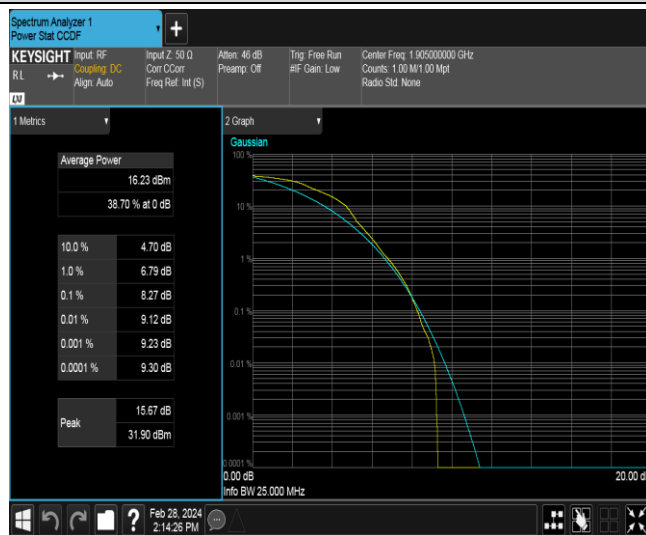 Spectrum Analyzer 1
Power Stat CCDF
+
KEYSIGHT
RL
LXI
Input: RF
Coupling: DC
Align: Auto
Input Z: 50 Ω
Corr CCorr
Freq Ref: Int (S)
Atten: 46 dB
Preamp: Off
Trig: Free Run
#IF Gain: Low
Center Freq: 1.905000000 GHz
Counts: 1.00 M/1.00 Mpt
Radio Std: None
1 Metrics
Average Power
16.23 dBm
38.70 % at 0 dB
10.0 % 4.70 dB
1.0 % 6.79 dB
0.1 % 8.27 dB
0.01 % 9.12 dB
0.001 % 9.23 dB
0.0001 % 9.30 dB
Peak
15.67 dB
31.90 dBm
2 Graph
Gaussian
100 %
10 %
1 %
0.1 %
0.01 %
0.001 %
0.0001 %
0.00 dB
20.00 d
Info BW 25.000 MHz
?
Feb 28, 2024
2:14:26 PM